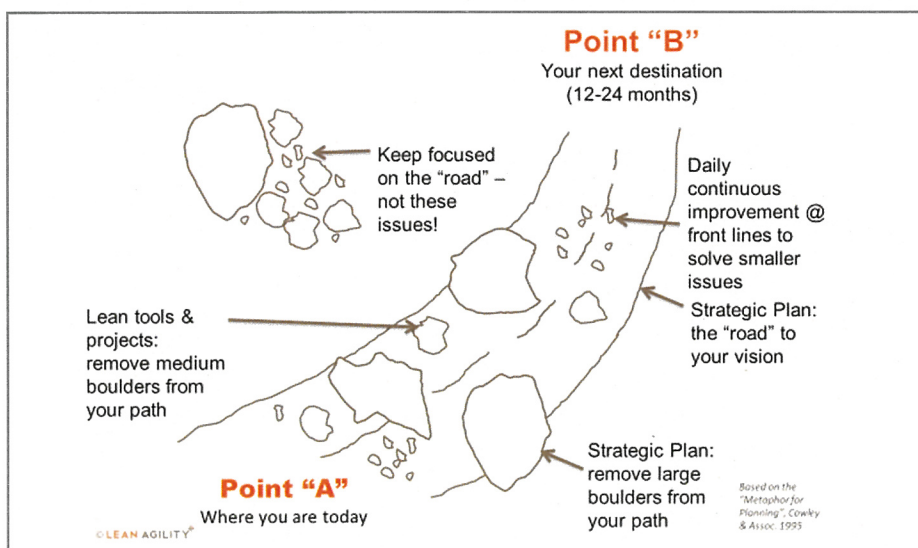 Point “B”
Your next destination
(12-24 months)
Keep focused
on the “road” –
not these
issues!
Daily
continuous
improvement @
front lines to
solve smaller
issues
Strategic Plan:
the “road” to
your vision
Lean tools &
projects:
remove medium
boulders from
your path
Strategic Plan:
remove large
boulders from
your path
Point “A”
Where you are today
Based on the
“Metaphor for
Planning”, Cowley
& Assoc. 1995
©LEAN AGILITY